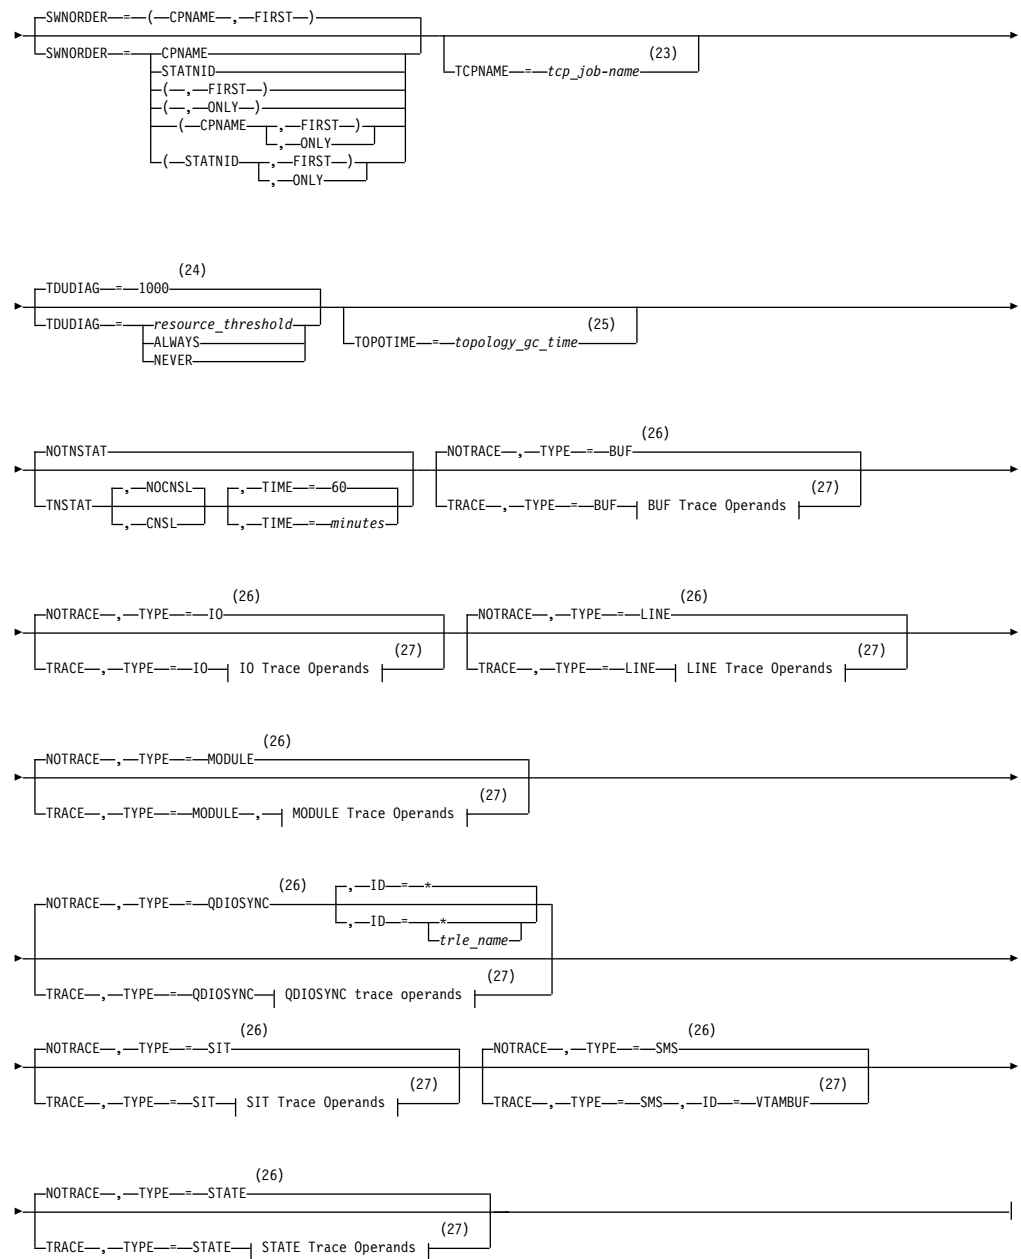 SWNORDER = ( CPNAME , FIRST )
SWNORDER = CPNAME
STATNID
( , FIRST )
( , ONLY )
( CPNAME , FIRST )
, ONLY
( STATNID , FIRST )
, ONLY
(23)
TCPNAME = tcp_job-name
(24)
TDUDIAG = 1000
TDUDIAG = resource_threshold
ALWAYS
NEVER
(25)
TOPOTIME = topology_gc_time
NOTNSTAT
TNSTAT , NOCNSL , TIME = 60
, CNSL , TIME = minutes
(26)
NOTRACE , TYPE = BUF
(27)
TRACE , TYPE = BUF BUF Trace Operands
(26)
NOTRACE , TYPE = IO
(27)
TRACE , TYPE = IO IO Trace Operands
(26)
NOTRACE , TYPE = LINE
(27)
TRACE , TYPE = LINE LINE Trace Operands
(26)
NOTRACE , TYPE = MODULE
(27)
TRACE , TYPE = MODULE , MODULE Trace Operands
(26)
NOTRACE , TYPE = QDIOSYNC , ID = *
, ID = *
trle_name
(27)
TRACE , TYPE = QDIOSYNC QDIOSYNC trace operands
(26)
NOTRACE , TYPE = SIT
(27)
TRACE , TYPE = SIT SIT Trace Operands
(26)
NOTRACE , TYPE = SMS
(27)
TRACE , TYPE = SMS , ID = VTAMBUF
(26)
NOTRACE , TYPE = STATE
(27)
TRACE , TYPE = STATE STATE Trace Operands